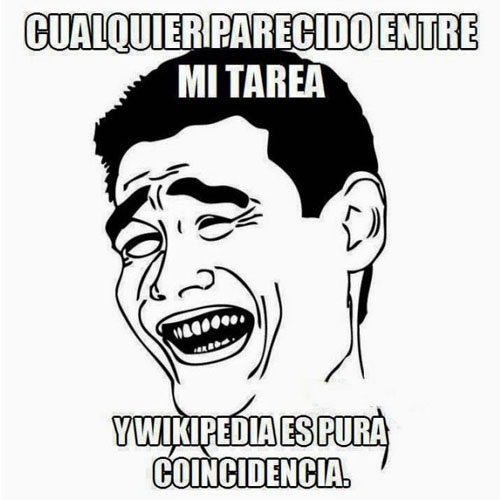 CUALQUIER PARECIDO ENTRE
MI TAREA
Y WIKIPEDIA ES PURA
COINCIDENCIA.